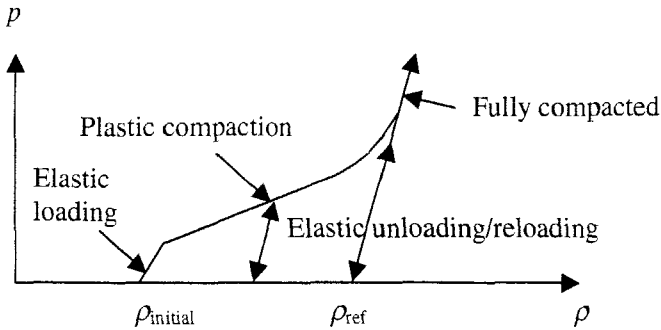 p
Fully compacted
Plastic compaction
Elastic
loading
Elastic unloading/reloading
ρinitial
ρref
ρ